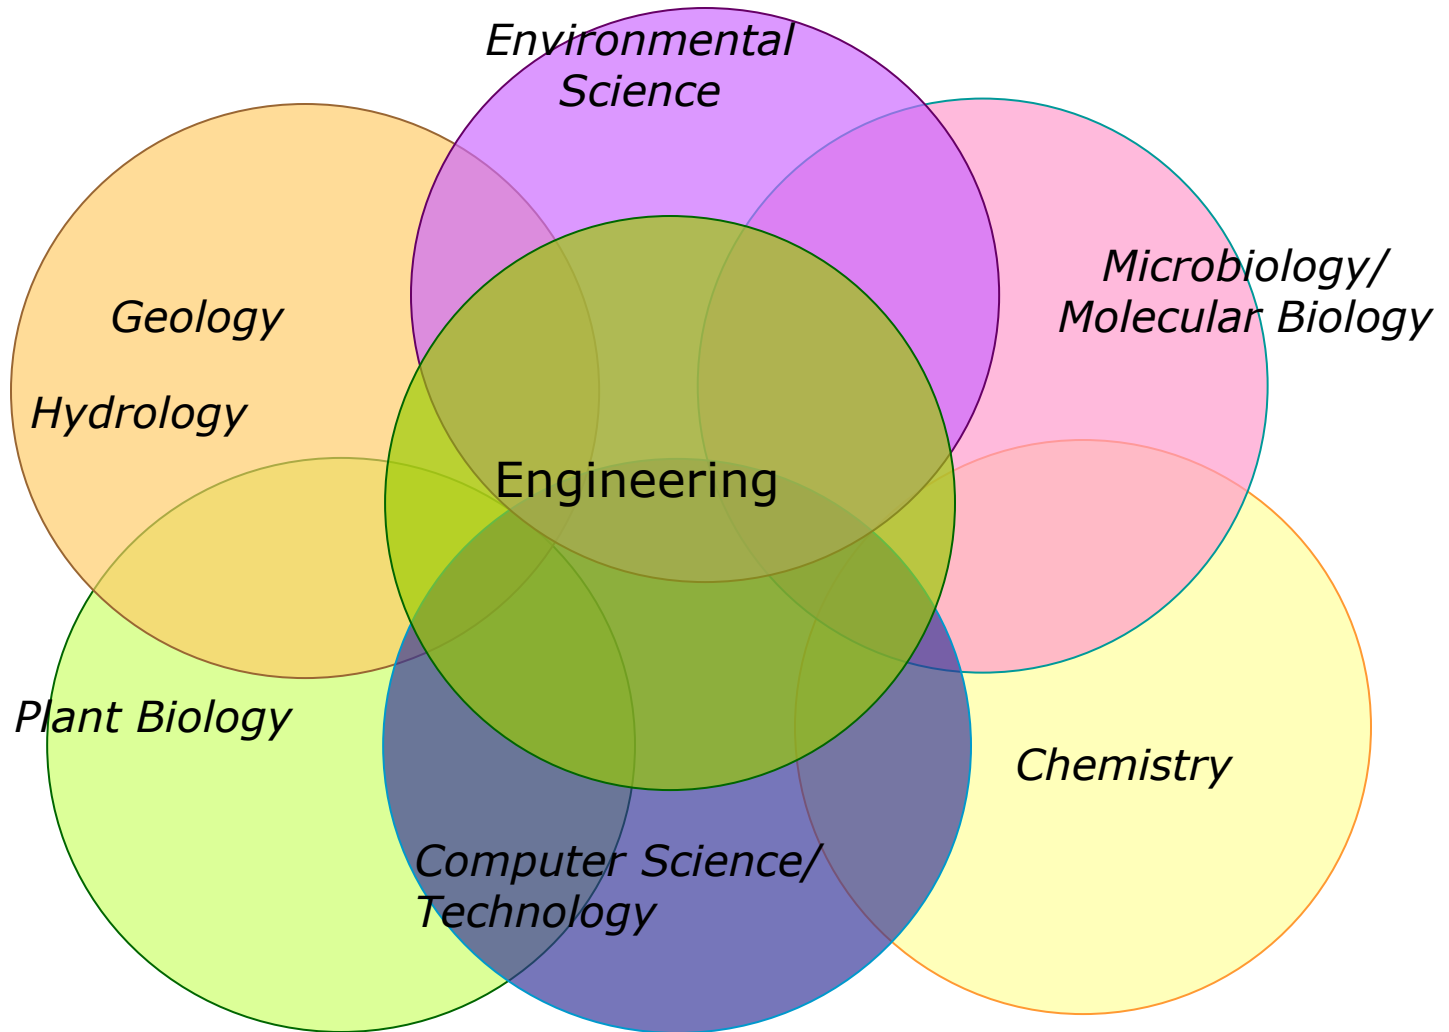 Environmental
Science
Microbiology/
Molecular Biology
Geology
Hydrology
Engineering
Plant Biology
Chemistry
Computer Science/
Technology